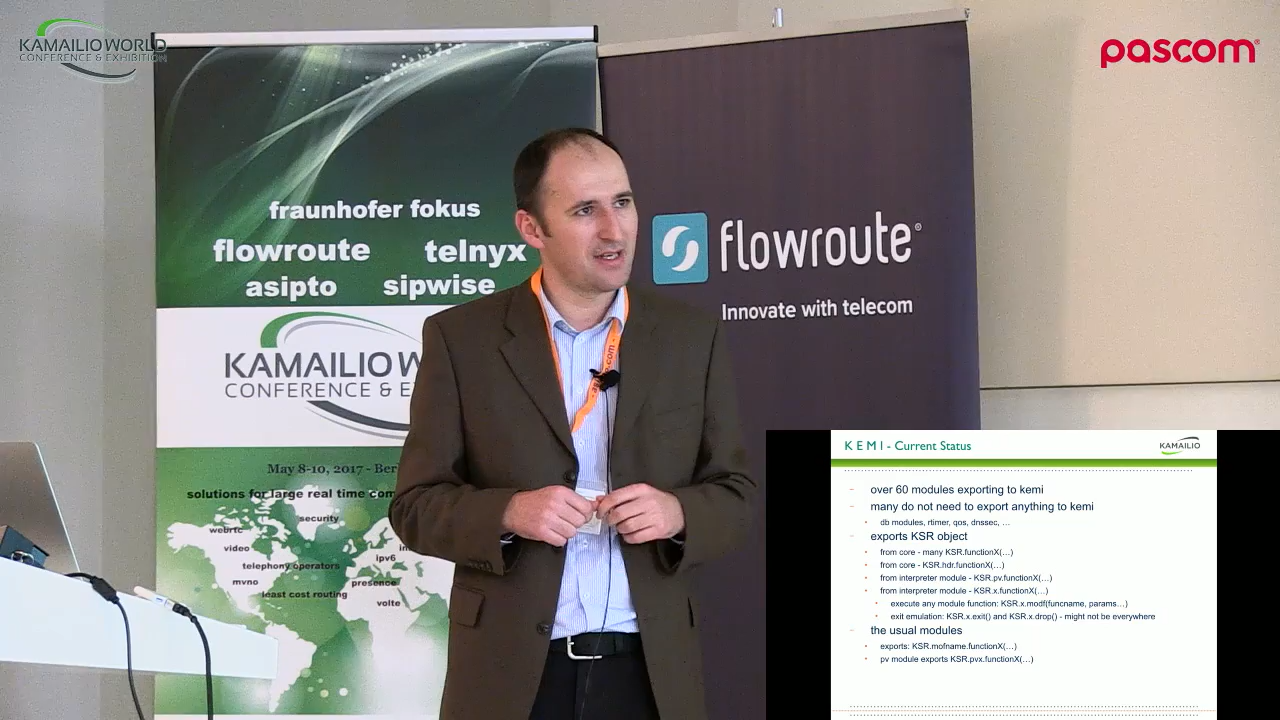 KAMAILIO WORLD
CONFERENCE & EXHIBITION
pascom
fraunhofer fokus
flowroute telnyx
asipto sipwise
KAMAILIO W
CONFERENCE & E
May 8-10, 2017 - Ber
solutions for large real time com
security
webrtc
video
telephony operators
ipv6
mvno
presence
least cost routing
volte
flowroute®
Innovate with telecom
.com
K E M I - Current Status
KAMAILIO
– over 60 modules exporting to kemi
– many do not need to export anything to kemi
• db modules, rtimer, qos, dnssec, …
– exports KSR object
• from core - many KSR.functionX(…)
• from core - KSR.hdr.functionX(…)
• from interpreter module - KSR.pv.functionX(…)
• from interpreter module - KSR.x.functionX(…)
• execute any module function: KSR.x.modf(funcname, params…)
• exit emulation: KSR.x.exit() and KSR.x.drop() - might not be everywhere
– the usual modules
• exports: KSR.mofname.functionX(…)
• pv module exports KSR.pvx.functionX(…)